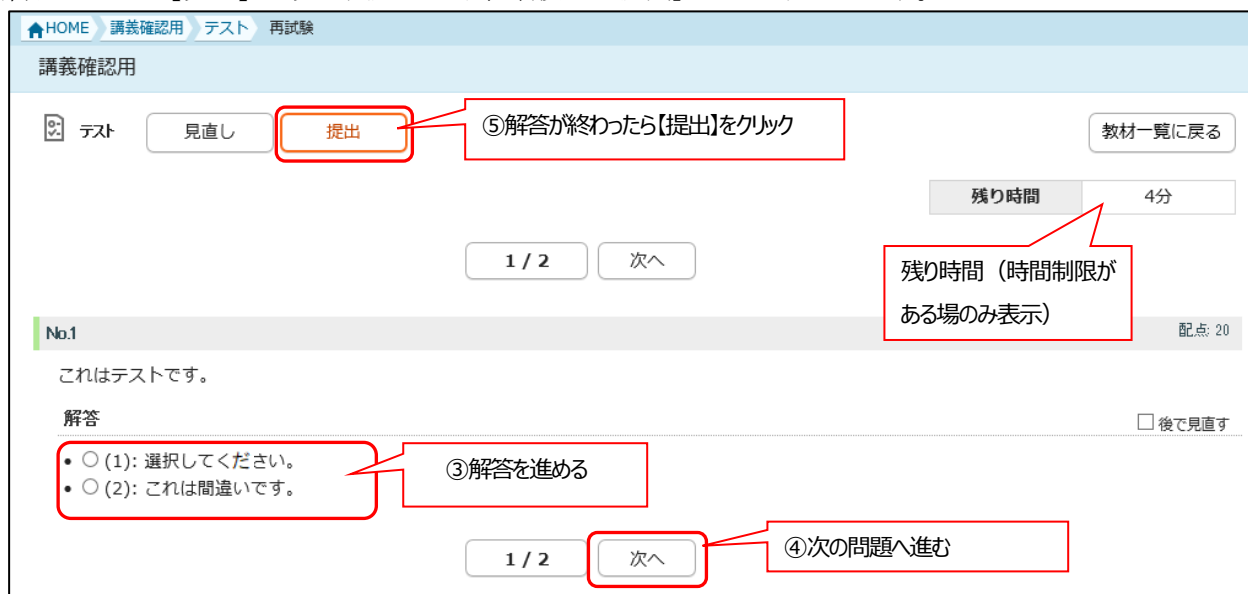 HOME 講義確認用 テスト 再試験
講義確認用
テスト 見直し 提出 ⑤解答が終わったら【提出】をクリック 教材一覧に戻る
残り時間 4分
1 / 2 次へ
残り時間（時間制限が
ある場のみ表示）
No.1 配点: 20
これはテストです。
解答 後で見直す
• (1): 選択してください。
• (2): これは間違いです。
③解答を進める
1 / 2 次へ ④次の問題へ進む